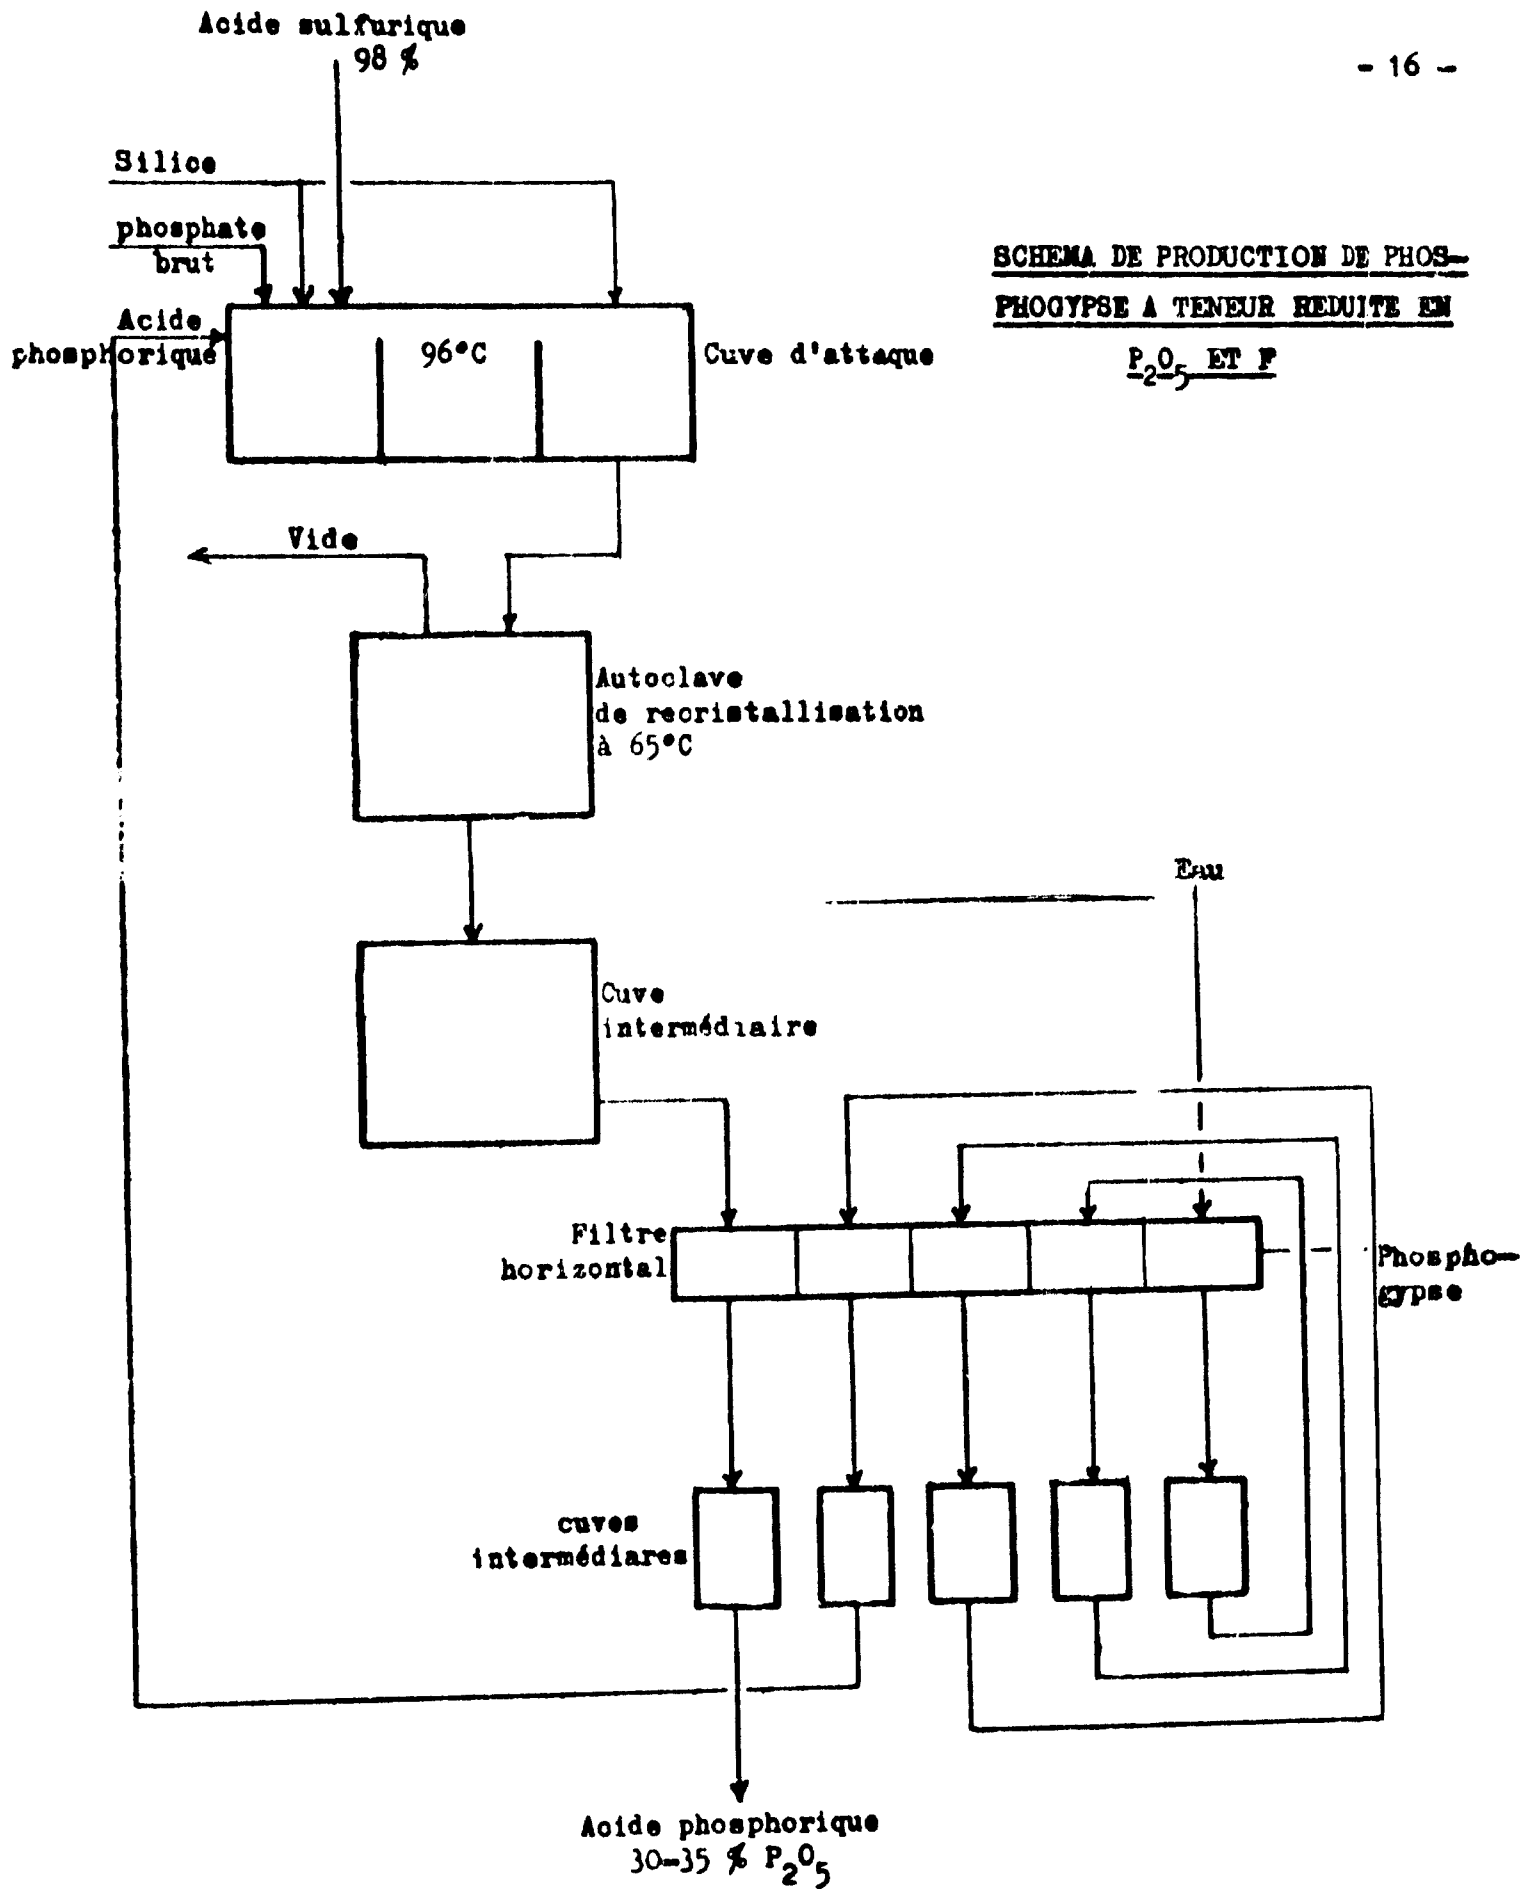 Acide sulfurique
98 %
- 16 -
Silice
phosphate
brut
SCHEMA DE PRODUCTION DE PHOS-
PHOGYPSE A TENEUR REDUITE EN
P2O5 ET F
Acide
phosphorique
96°C
Cuve d'attaque
Vide
Autoclave
de recristallisation
à 65°C
Eau
Cuve
intermédiaire
Filtre
horizontal
Phospho-
gypse
cuves
intermédiares
Acide phosphorique
30-35 % P2O5